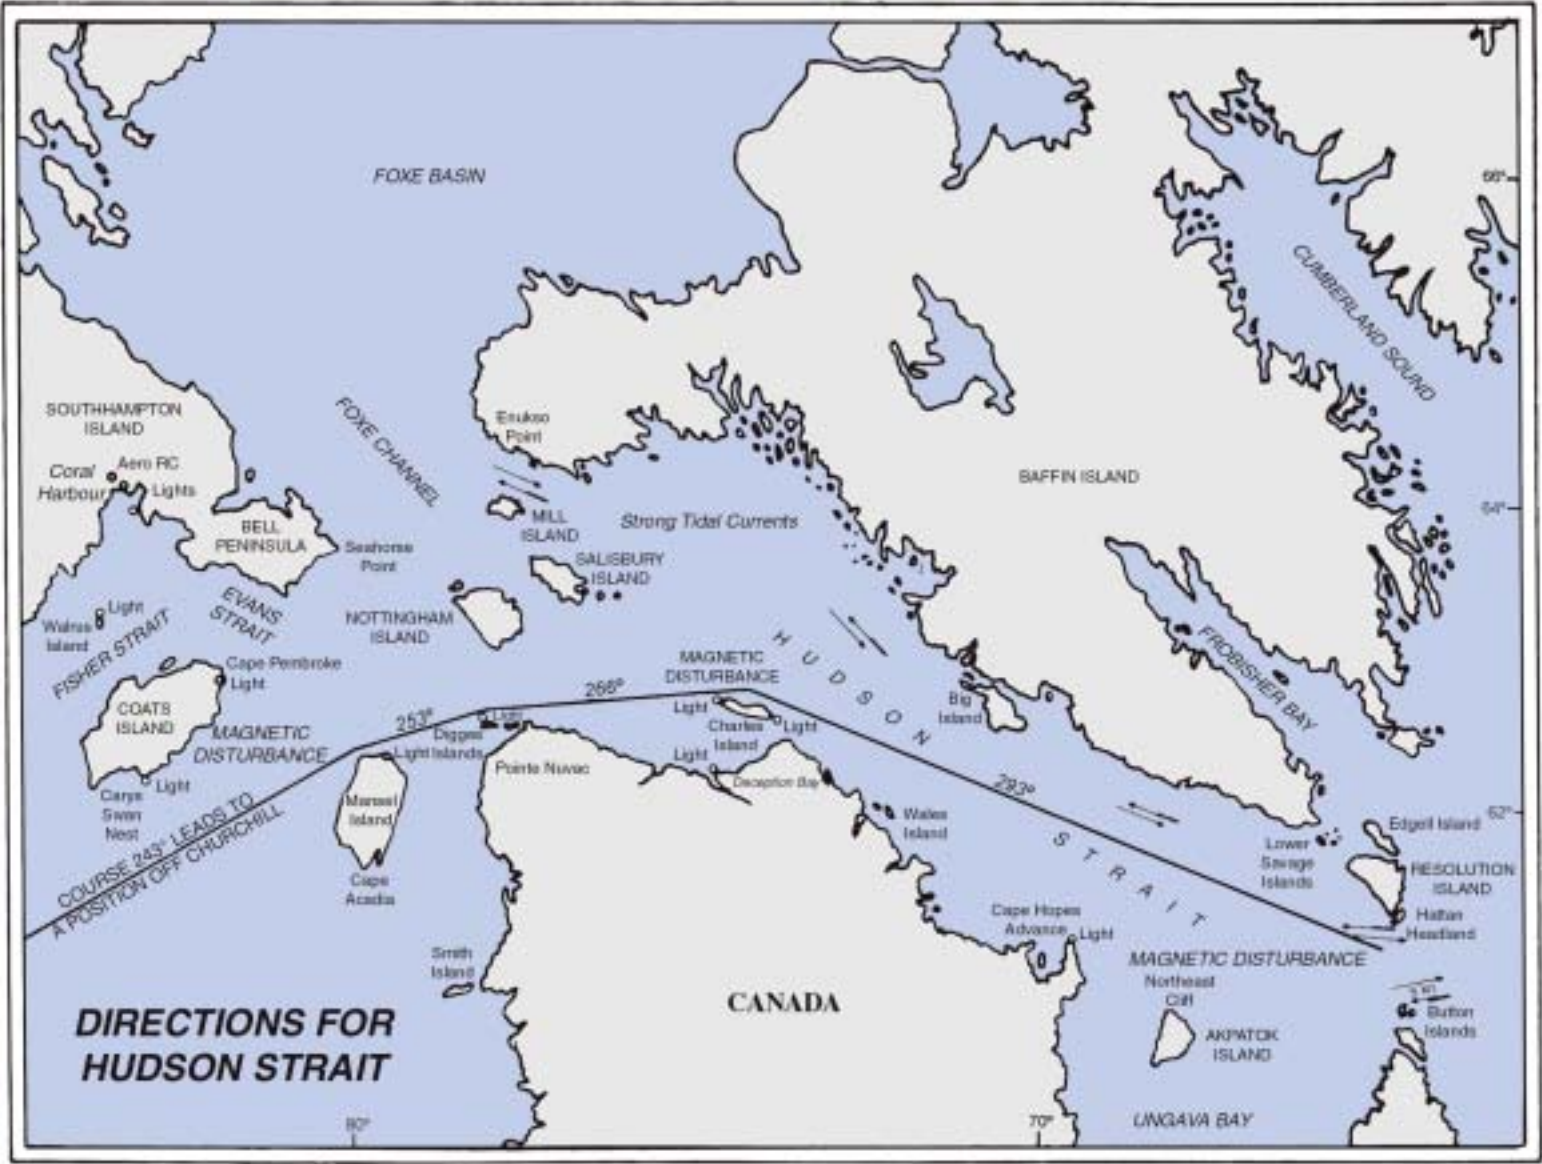 FOXE BASIN
66°
CUMBERLAND SOUND
SOUTHHAMPTON
ISLAND
FOXE CHANNEL
Enukso
Point
Coral
Harbour
Aero RC
Lights
BAFFIN ISLAND
64°
BELL
PENINSULA
Seahorse
Point
MILL
ISLAND
Strong Tidal Currents
SALISBURY
ISLAND
EVANS
STRAIT
NOTTINGHAM
ISLAND
Light
Walrus
Island
FISHER STRAIT
Cape Pembroke
Light
COATS
ISLAND
MAGNETIC
DISTURBANCE
MAGNETIC
DISTURBANCE
HUDSON
STRAIT
FROBISHER BAY
Big
Island
253°
266°
293°
Light
Digges
Islands
Light
Light
Charles
Island
Light
Light
Pointe Nuvuc
Deception Bay
Light
Carys
Swan
Nest
Mansel
Island
COURSE 243° LEADS TO
A POSITION OFF CHURCHILL
Cape
Acadia
Wales
Island
62°
Edgell Island
Lower
Savage
Islands
RESOLUTION
ISLAND
Hattan
Headland
Cape Hopes
Advance
Light
Smith
Island
MAGNETIC DISTURBANCE
Northeast
Cliff
AKPATOK
ISLAND
Button
Islands
CANADA
DIRECTIONS FOR
HUDSON STRAIT
80°
70°
UNGAVA BAY